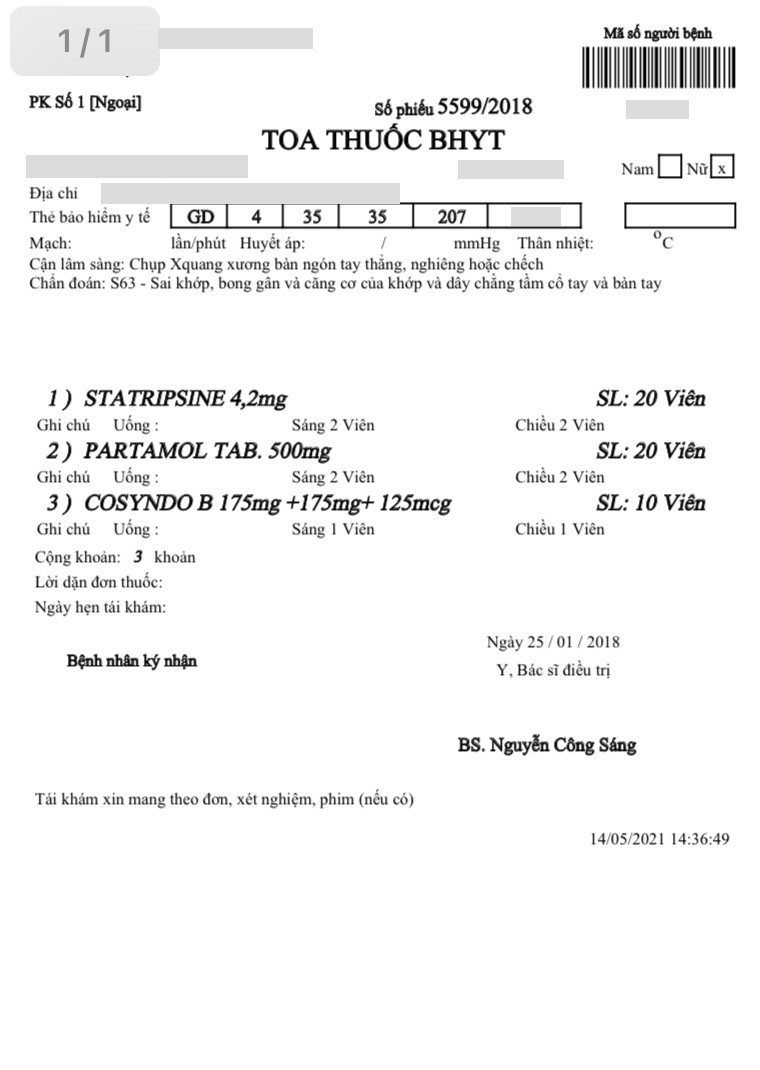 1/1
Mã số người bệnh
PK Số 1 [Ngoại]
Số phiếu 5599/2018
TOA THUỐC BHYT
Nam Nữ x
Địa chỉ
Thẻ bảo hiểm y tế GD 4 35 35 207
Mạch: lần/phút Huyết áp: / mmHg Thân nhiệt: °C
Cận lâm sàng: Chụp Xquang xương bàn ngón tay thẳng, nghiêng hoặc chếch
Chẩn đoán: S63 - Sai khớp, bong gân và căng cơ của khớp và dây chằng tầm cổ tay và bàn tay
1 ) STATRIPSINE 4,2mg SL: 20 Viên
Ghi chú Uống : Sáng 2 Viên Chiều 2 Viên
2 ) PARTAMOL TAB. 500mg SL: 20 Viên
Ghi chú Uống : Sáng 2 Viên Chiều 2 Viên
3 ) COSYNDO B 175mg +175mg+ 125mcg SL: 10 Viên
Ghi chú Uống : Sáng 1 Viên Chiều 1 Viên
Cộng khoản: 3 khoản
Lời dặn đơn thuốc:
Ngày hẹn tái khám:
Ngày 25 / 01 / 2018
Bệnh nhân ký nhận
Y, Bác sĩ điều trị
BS. Nguyễn Công Sáng
Tái khám xin mang theo đơn, xét nghiệm, phim (nếu có)
14/05/2021 14:36:49